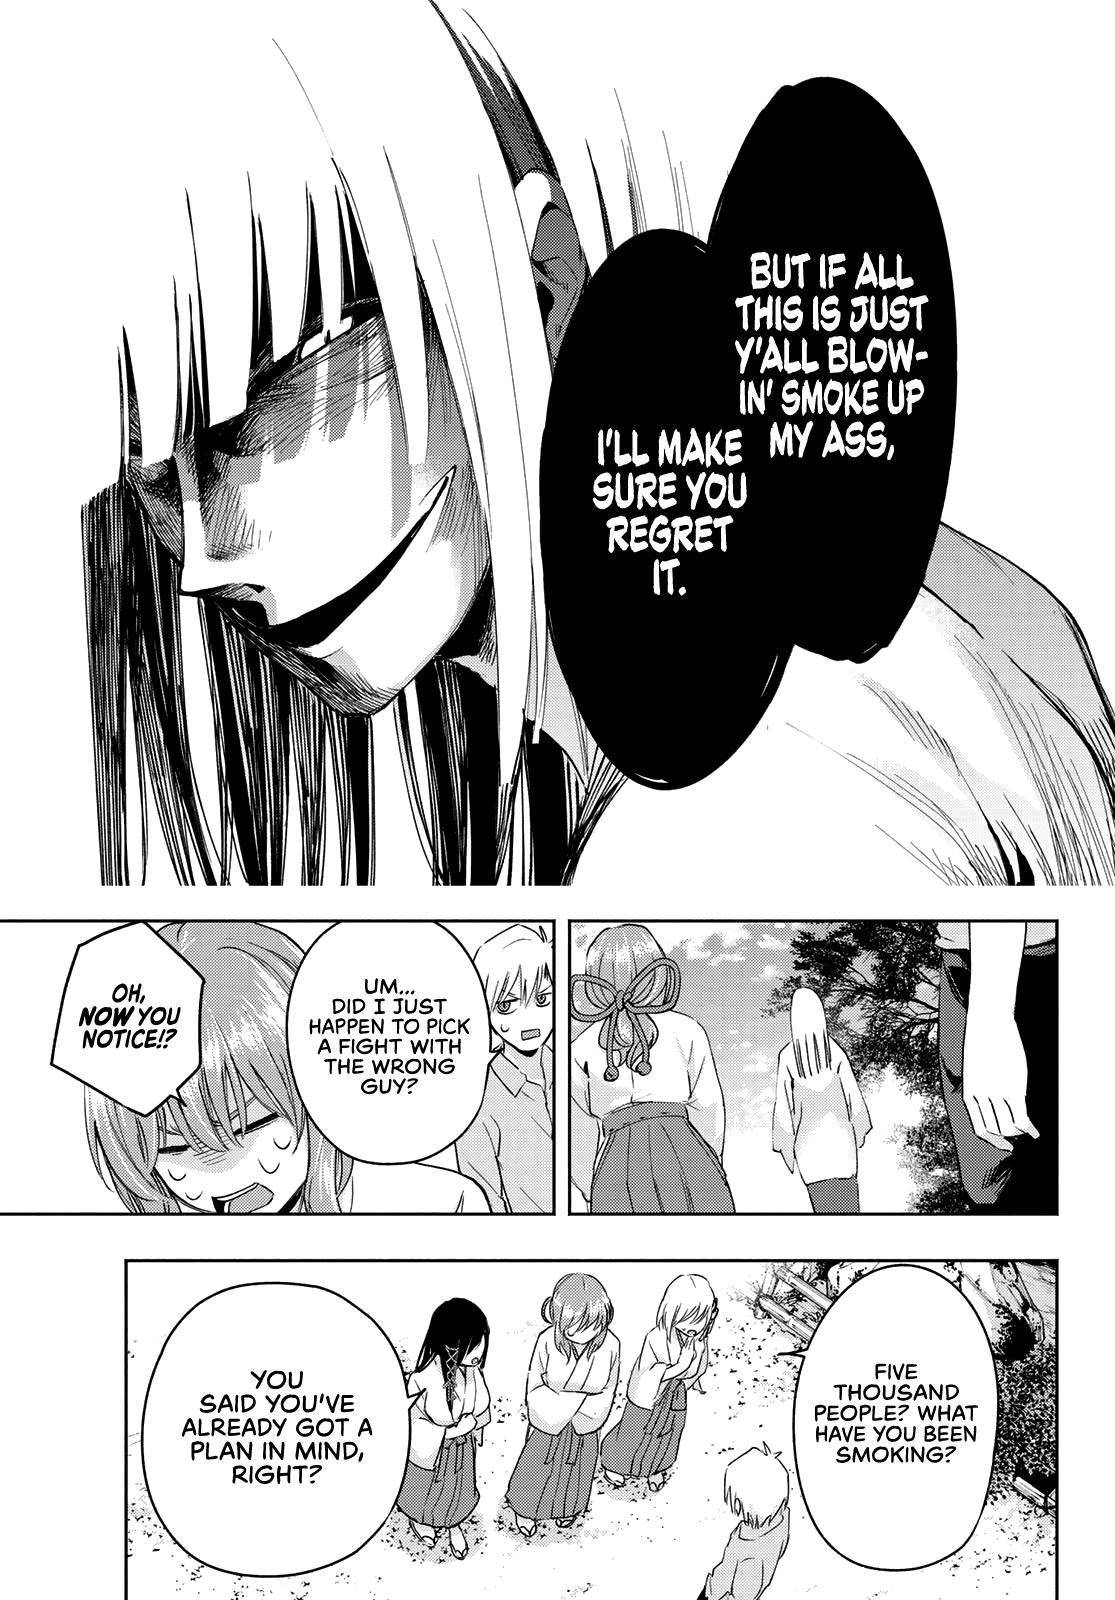 BUT IF ALL
THIS IS JUST
Y'ALL BLOW-
IN' SMOKE UP
MY ASS,
I'LL MAKE
SURE YOU
REGRET
IT.
UM...
DID I JUST
HAPPEN TO PICK
A FIGHT WITH
THE WRONG
GUY?
OH,
NOW YOU
NOTICE!?
FIVE
THOUSAND
PEOPLE? WHAT
HAVE YOU BEEN
SMOKING?
YOU
SAID YOU'VE
ALREADY GOT A
PLAN IN MIND,
RIGHT?